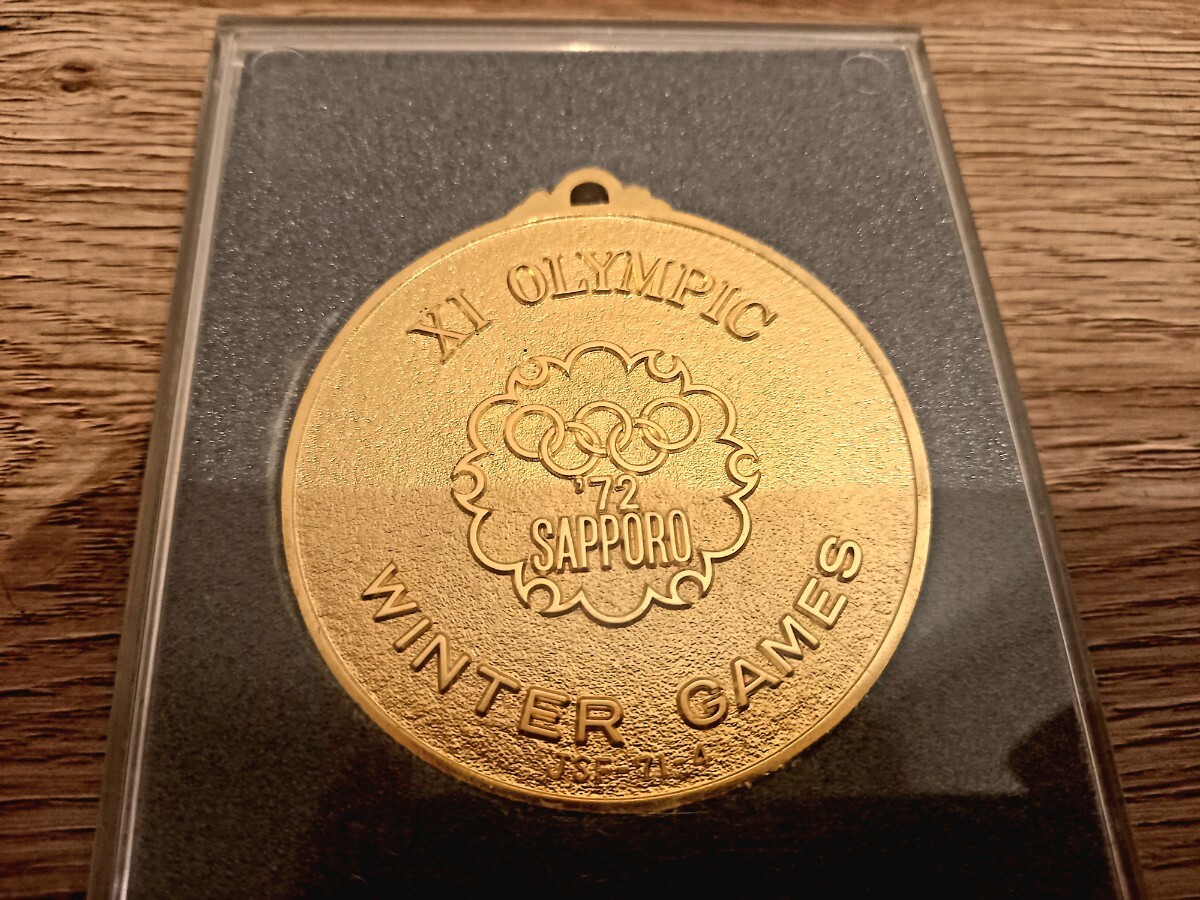 XI OLYMPIC
'72
SAPPORO
WINTER GAMES
JSF-71-4